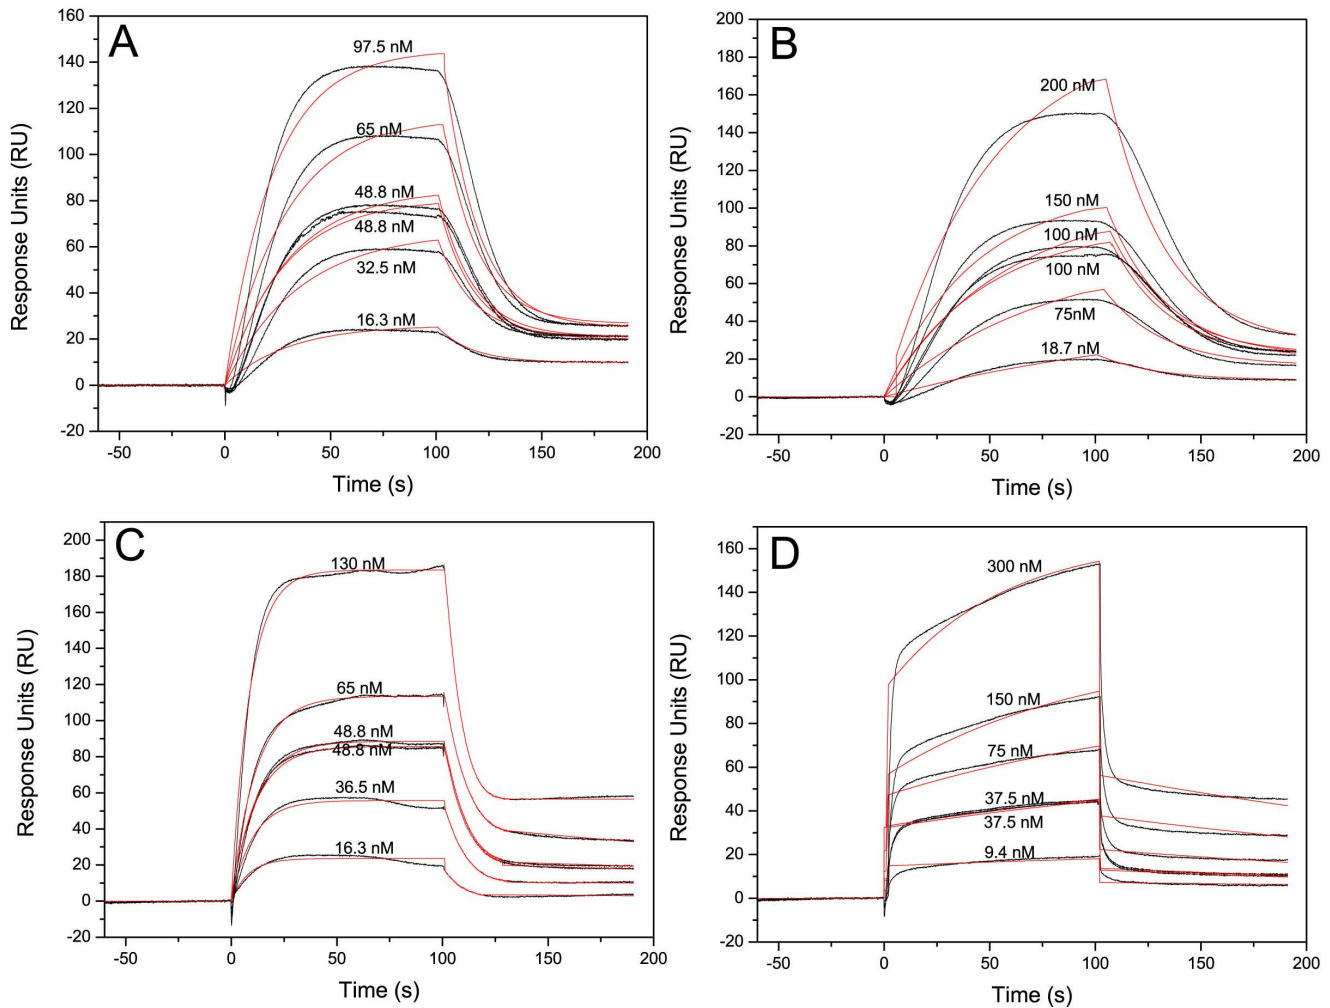 A
160
140
120
100
80
60
40
20
0
-20
Response Units (RU)
97.5 nM
65 nM
48.8 nM
48.8 nM
32.5 nM
16.3 nM
-50 0 50 100 150 200
Time (s)
B
200
180
160
140
120
100
80
60
40
20
0
-20
Response Units (RU)
200 nM
150 nM
100 nM
100 nM
75nM
18.7 nM
-50 0 50 100 150 200
Time (s)
C
200
180
160
140
120
100
80
60
40
20
0
-20
Response Units (RU)
130 nM
65 nM
48.8 nM
48.8 nM
36.5 nM
16.3 nM
-50 0 50 100 150 200
Time (s)
D
160
140
120
100
80
60
40
20
0
-20
Response Units (RU)
300 nM
150 nM
75 nM
37.5 nM
37.5 nM
9.4 nM
-50 0 50 100 150 200
Time (s)